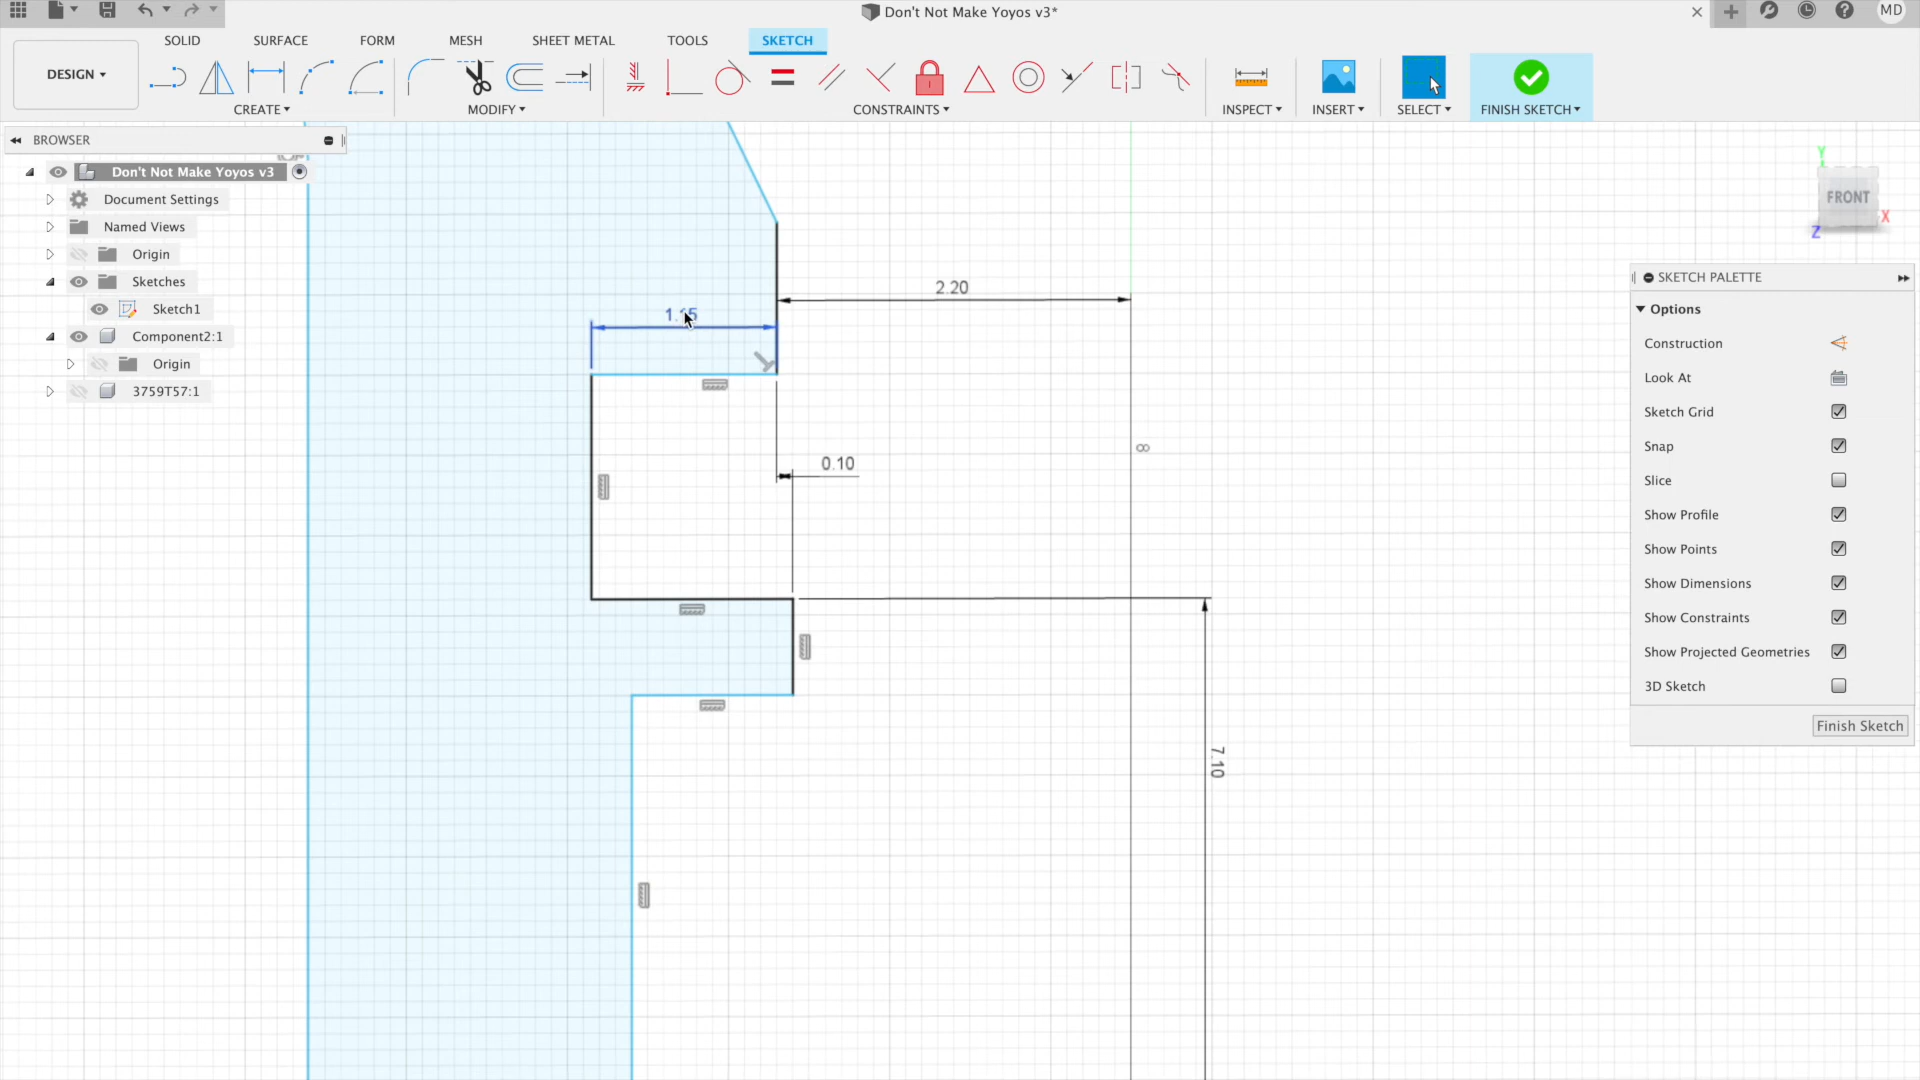 Don't Not Make Yoyos v3*
MD
SOLID SURFACE FORM MESH SHEET METAL TOOLS SKETCH
DESIGN
CREATE MODIFY CONSTRAINTS INSPECT INSERT SELECT FINISH SKETCH
BROWSER
Don't Not Make Yoyos v3
Document Settings
Named Views
Origin
Sketches
Sketch1
Component2:1
Origin
3759T57:1
Y
FRONT
X
Z
2.20
0.10
7.10
SKETCH PALETTE
Options
Construction
Look At
Sketch Grid
Snap
Slice
Show Profile
Show Points
Show Dimensions
Show Constraints
Show Projected Geometries
3D Sketch
Finish Sketch